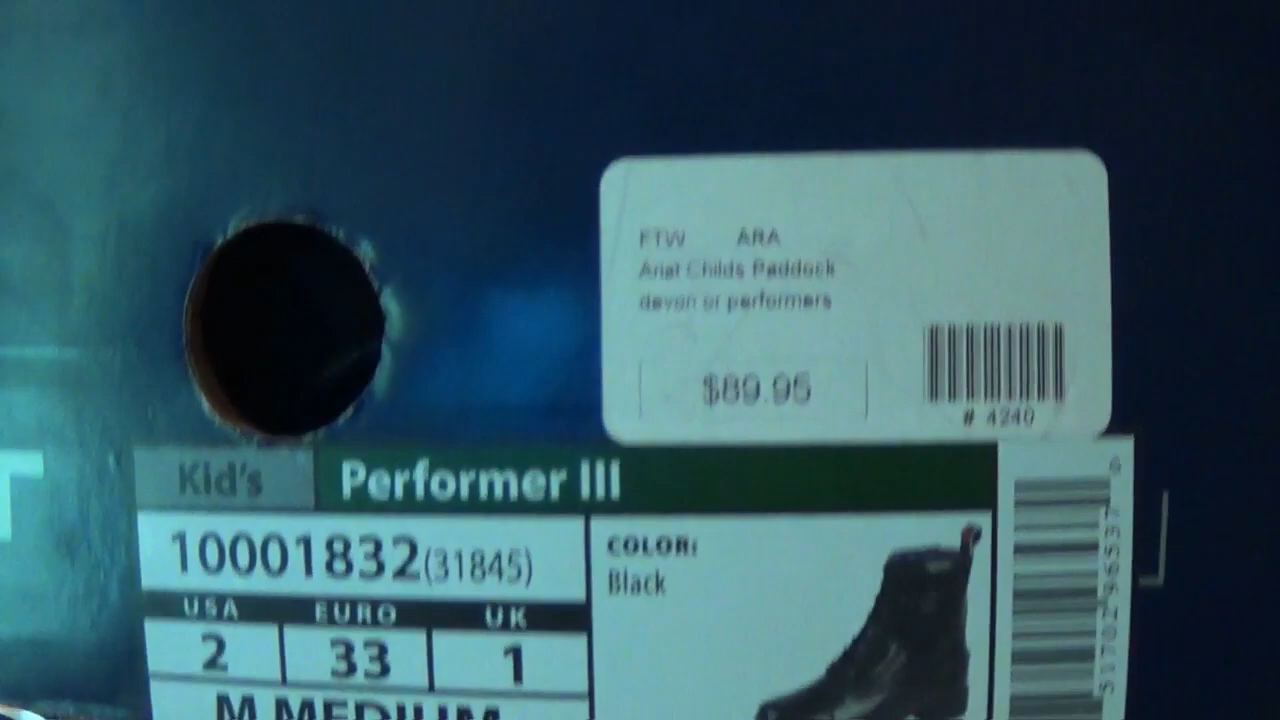 FTW ARA
Ariat Childs Paddock
devon or performers
$89.95
# 4240
Kid's Performer III
10001832(31845)
COLOR:
Black
USA EURO UK
2 33 1
M MEDIUM